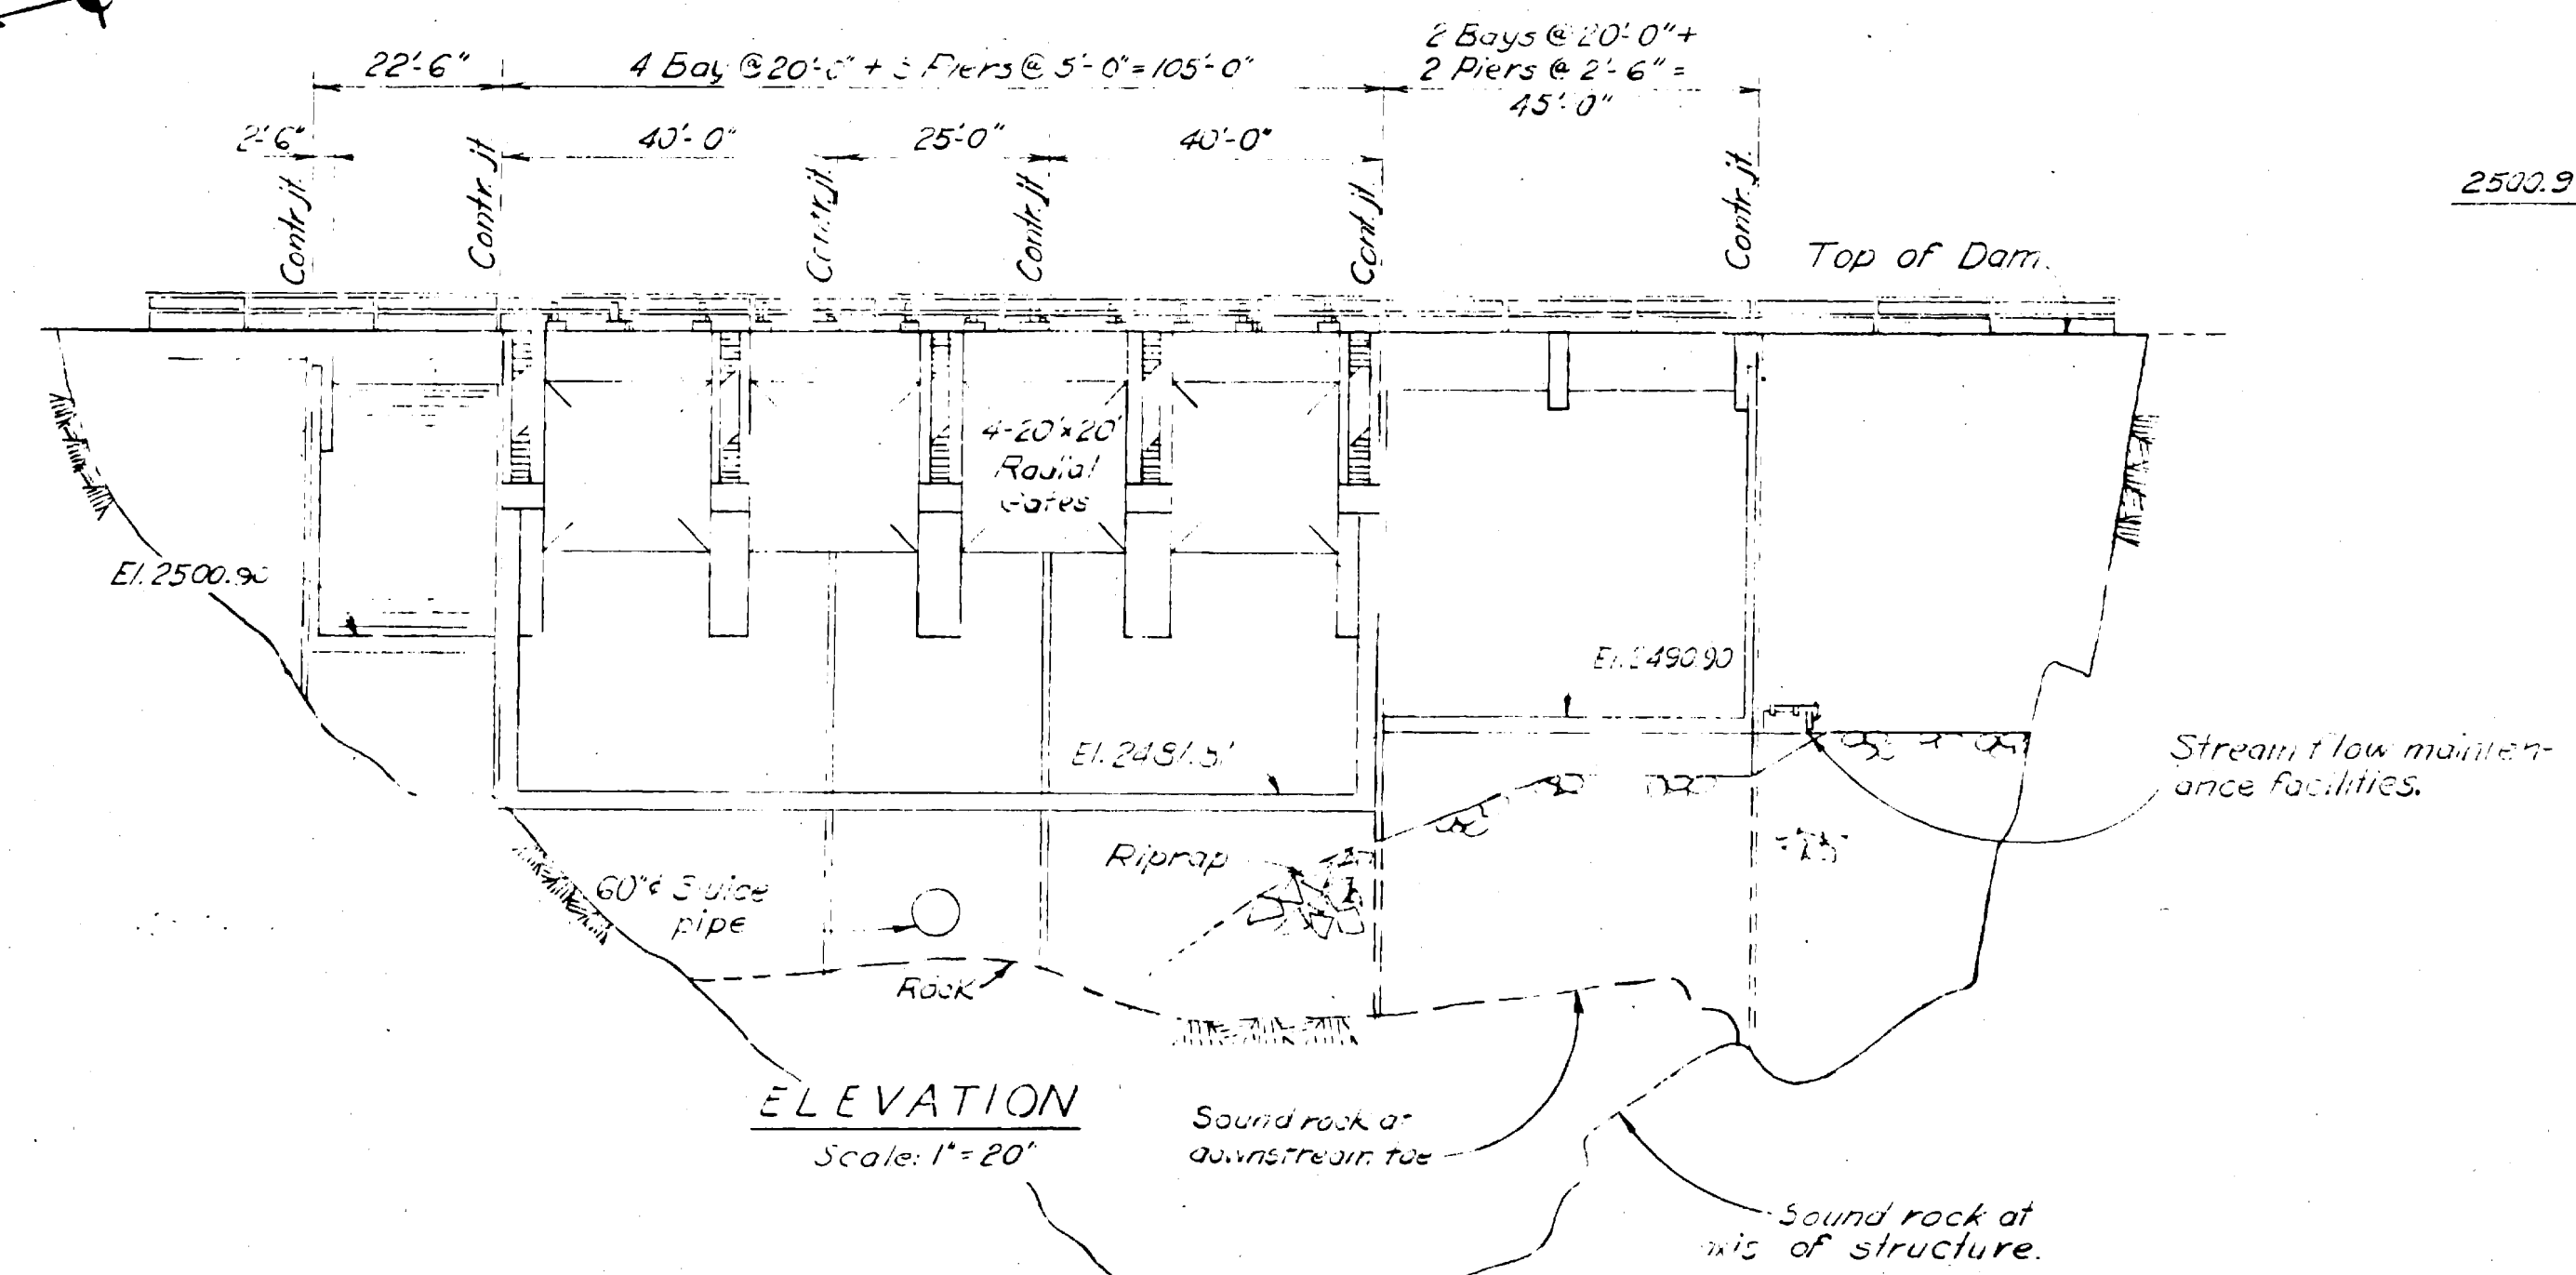 22'-6"
4 Bay @ 20'-0" + 5 Piers @ 5'-0" = 105'-0"
2 Bays @ 20'-0" +
2 Piers @ 2'-6" =
45'-0"
2'-6"
40'-0"
25'-0"
40'-0"
Contr. jt.
Contr. jt
Contr. jt.
Contr. jt.
Cont. jt.
Contr. jt.
2500.9
Top of Dam.
4-20'x20'
Radial
Gates
El. 2500.90
El. 2490.90
El. 2481.51
Stream flow mainten-
ance facilities.
60"¢ Sluice
pipe
Riprap
Rock
ELEVATION
Scale: 1" = 20'
Sound rock at
downstream toe
Sound rock at
axis of structure.